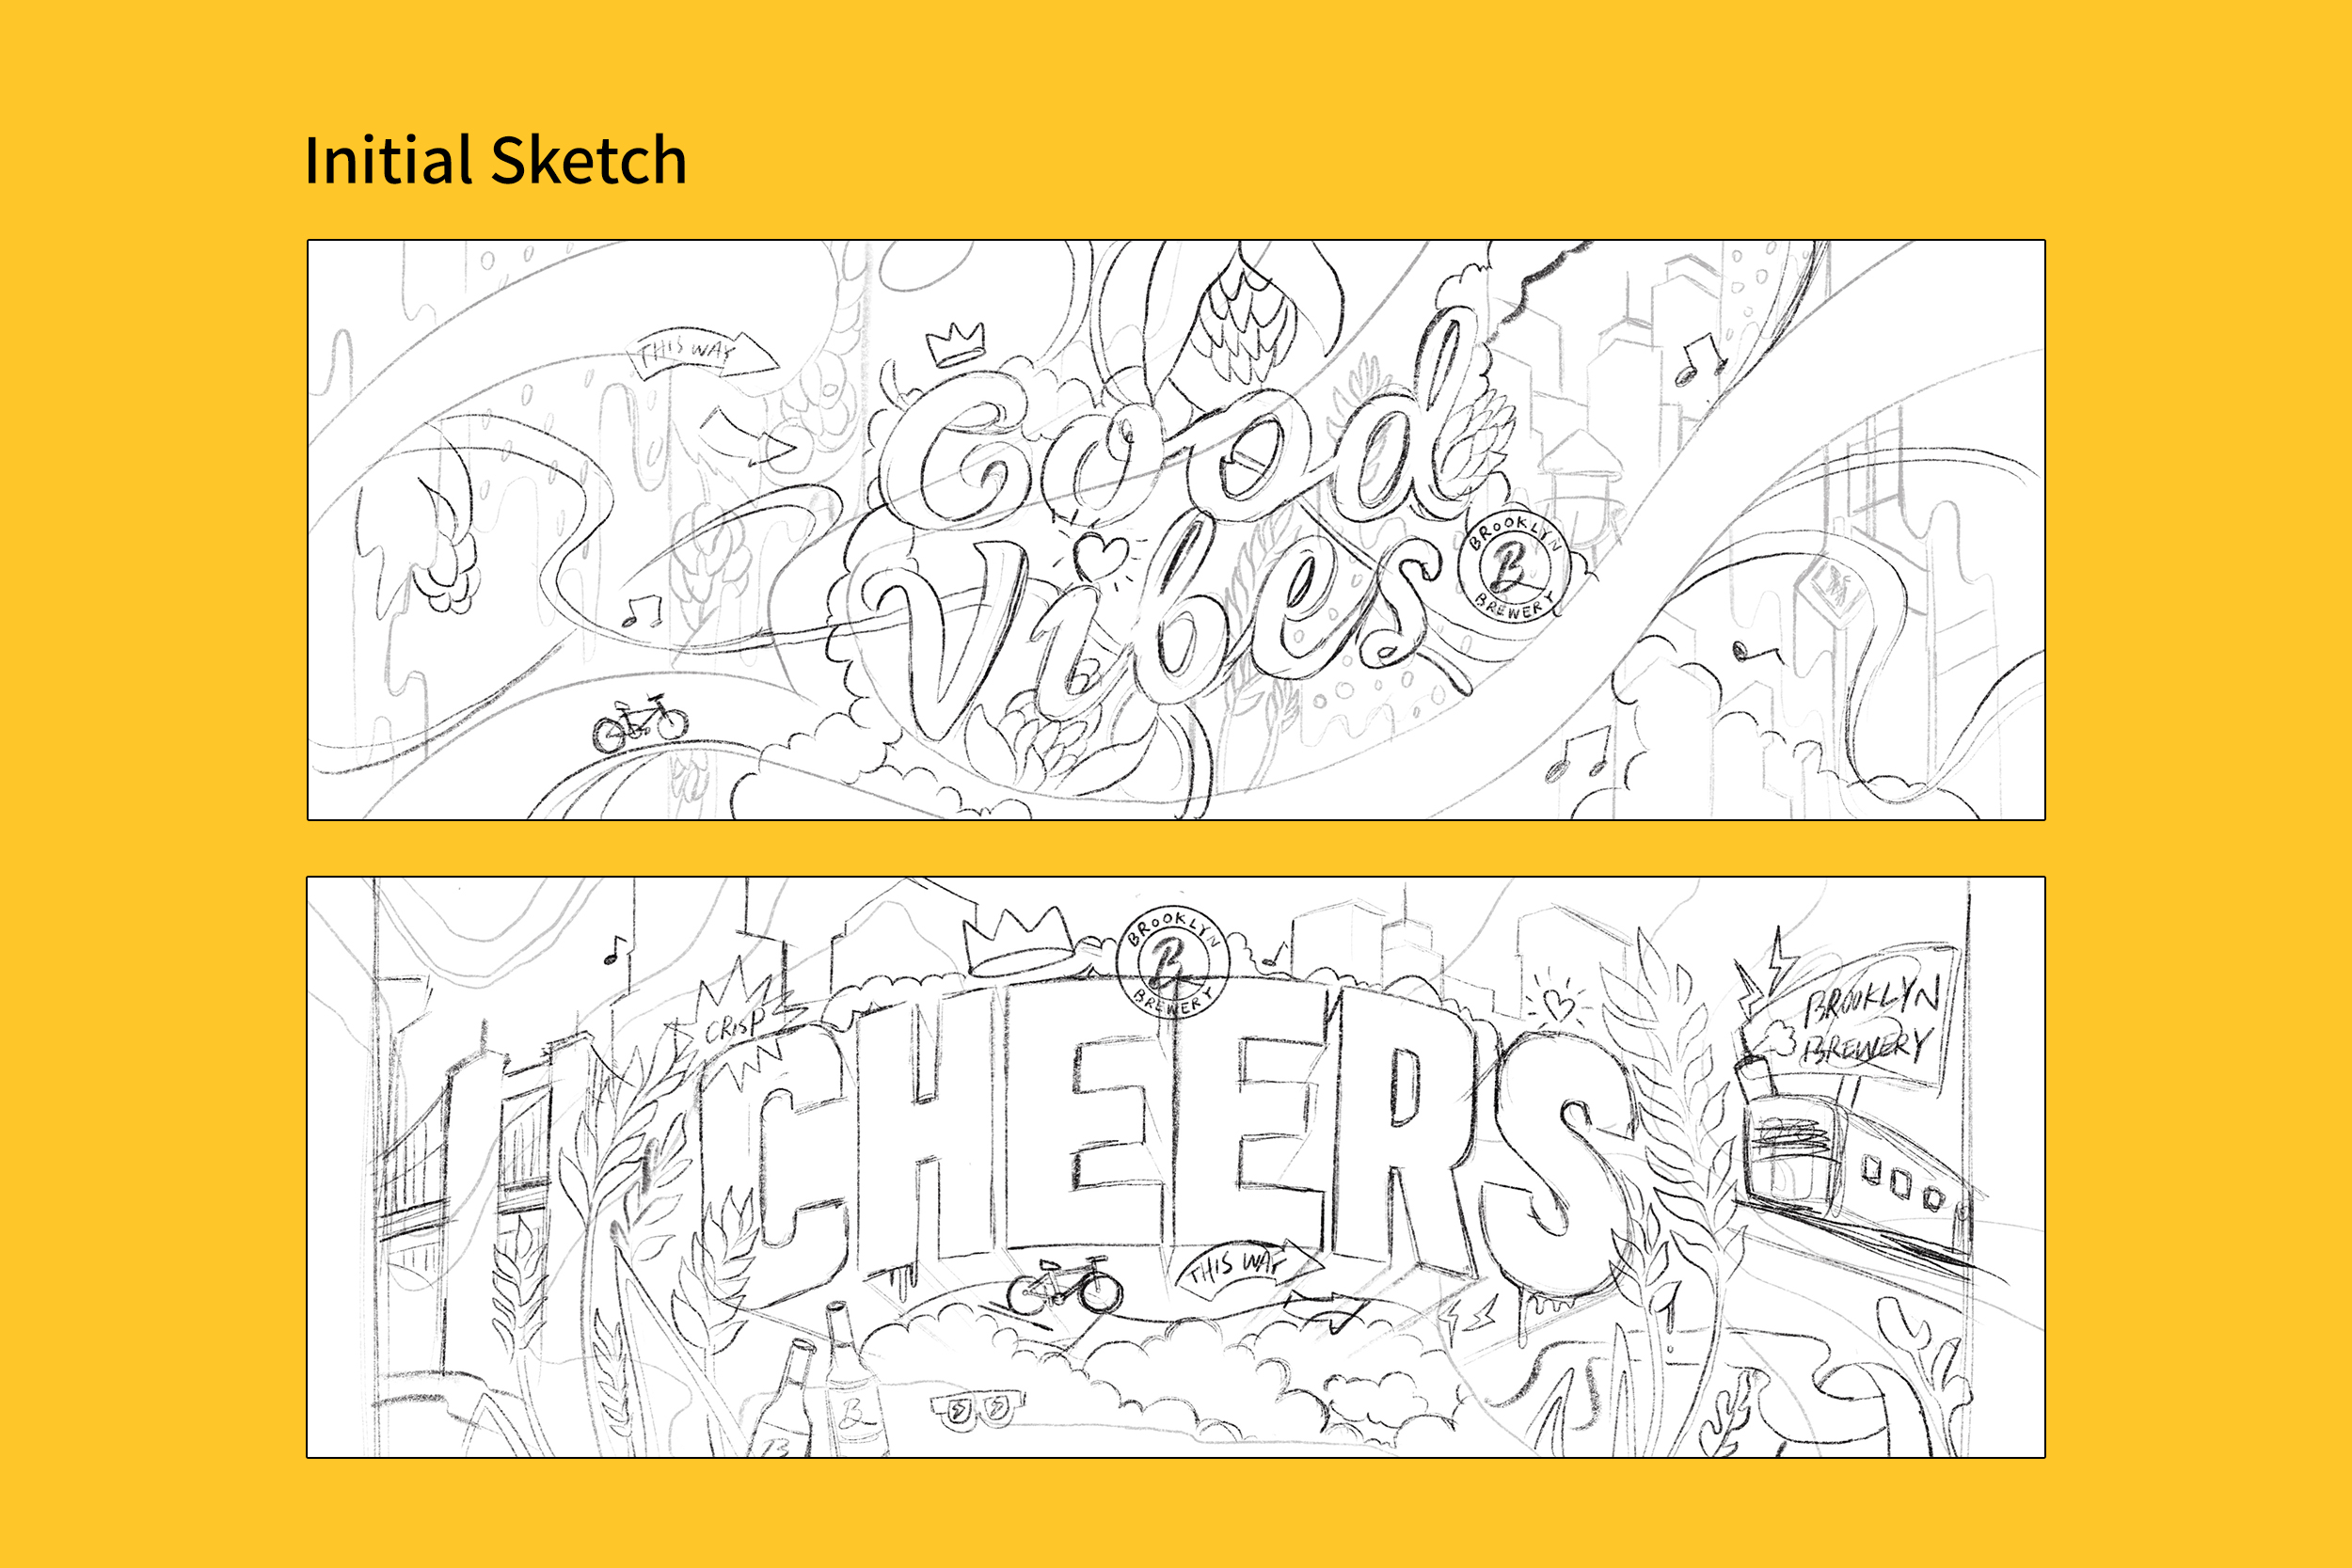 Initial Sketch
THIS WAY
Good
Vibes
BROOKLYN
B
BREWERY
BROOKLYN
B
BREWERY
CRISP
CHEERS
BROOKLYN
BREWERY
THIS WAY
B
B